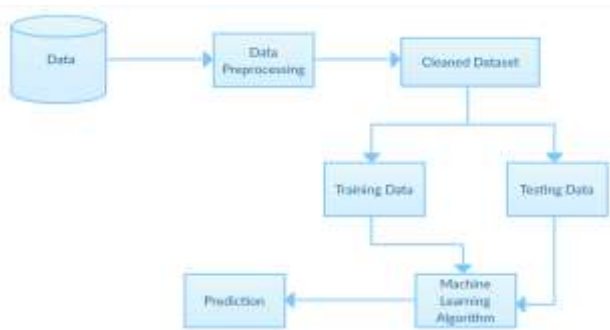 Data
Data
Preprocessing
Cleaned Dataset
Training Data
Testing Data
Prediction
Machine
Learning
Algorithm